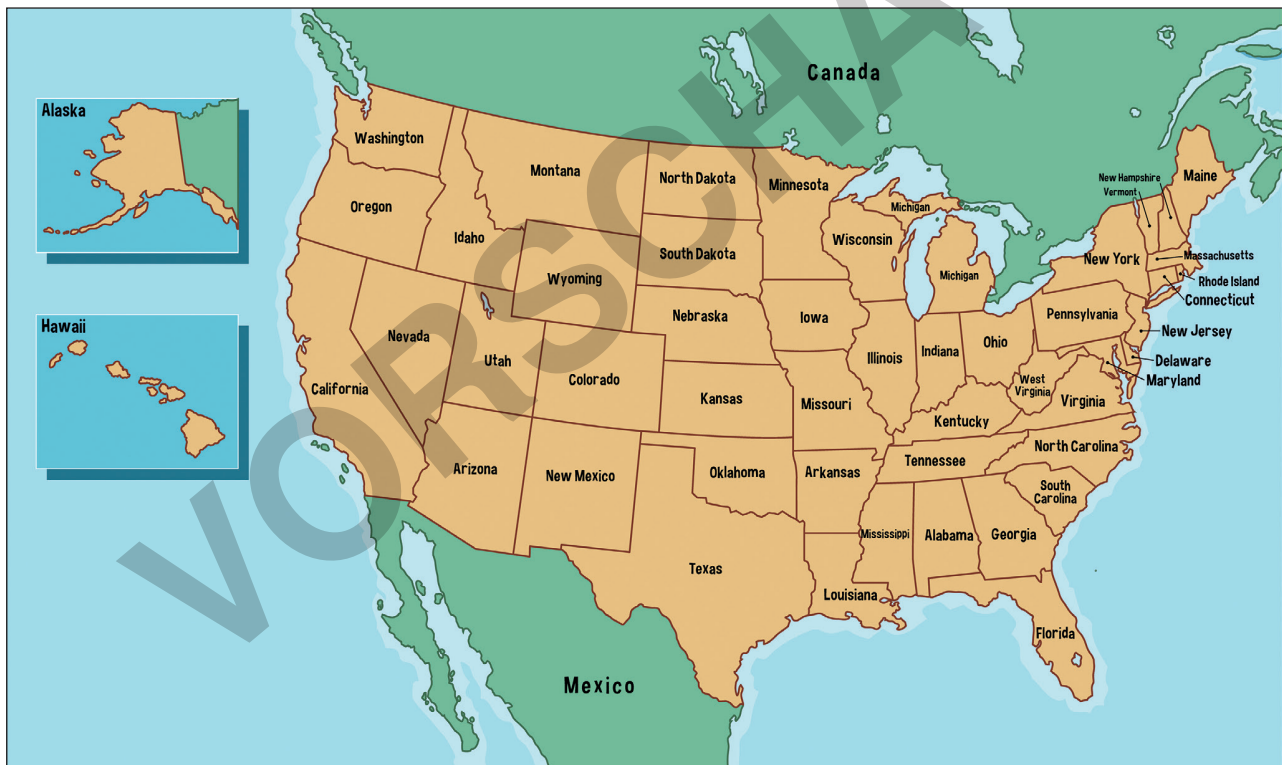 Canada
Alaska
Washington
Montana
North Dakota
Minnesota
Michigan
Maine
New Hampshire
Vermont
Oregon
Idaho
South Dakota
Wisconsin
Michigan
New York
Massachusetts
Rhode Island
Connecticut
Wyoming
Hawaii
Nevada
Utah
Nebraska
Iowa
Illinois
Indiana
Ohio
Pennsylvania
New Jersey
Delaware
Maryland
California
Colorado
Kansas
Missouri
West
Virginia
Virginia
Kentucky
Arizona
New Mexico
Oklahoma
Arkansas
Tennessee
North Carolina
South
Carolina
Mississippi
Alabama
Georgia
Texas
Louisiana
Florida
Mexico
VORSCHA